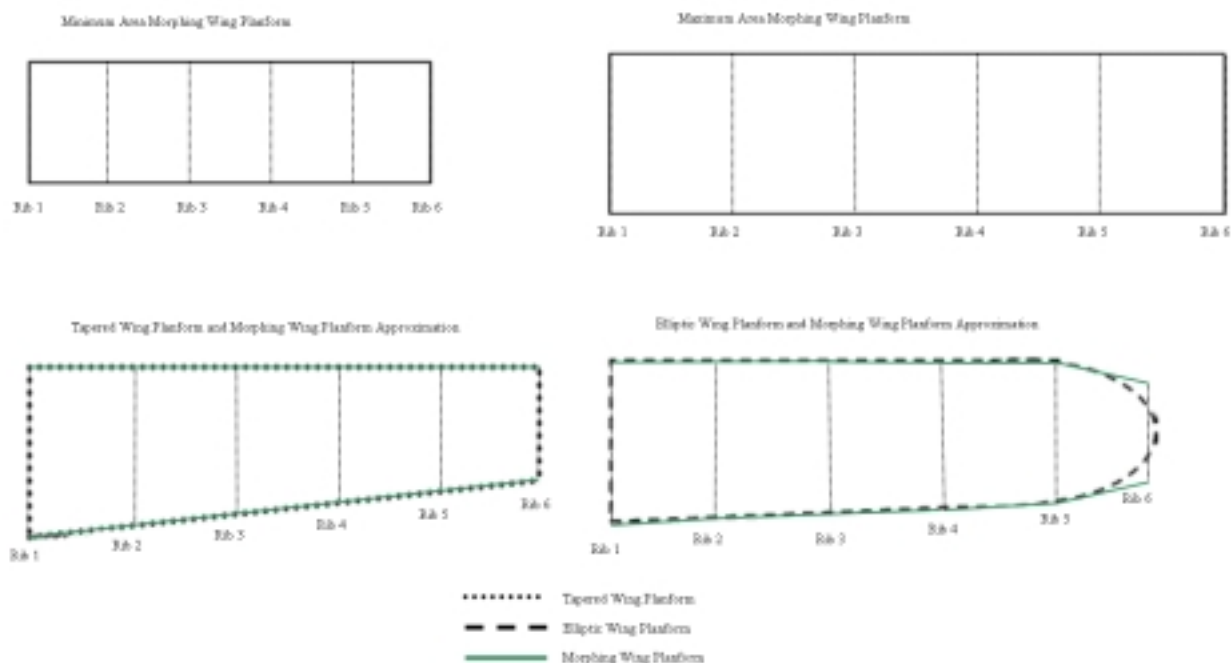 Minimum Area Morphing Wing Planform
Maximum Area Morphing Wing Planform
Rib 1 Rib 2 Rib 3 Rib 4 Rib 5 Rib 6
Rib 1 Rib 2 Rib 3 Rib 4 Rib 5 Rib 6
Tapered Wing Planform and Morphing Wing Planform Approximation
Elliptic Wing Planform and Morphing Wing Planform Approximation
Rib 1 Rib 2 Rib 3 Rib 4 Rib 5 Rib 6
Rib 1 Rib 2 Rib 3 Rib 4 Rib 5 Rib 6
Tapered Wing Planform
Elliptic Wing Planform
Morphing Wing Planform